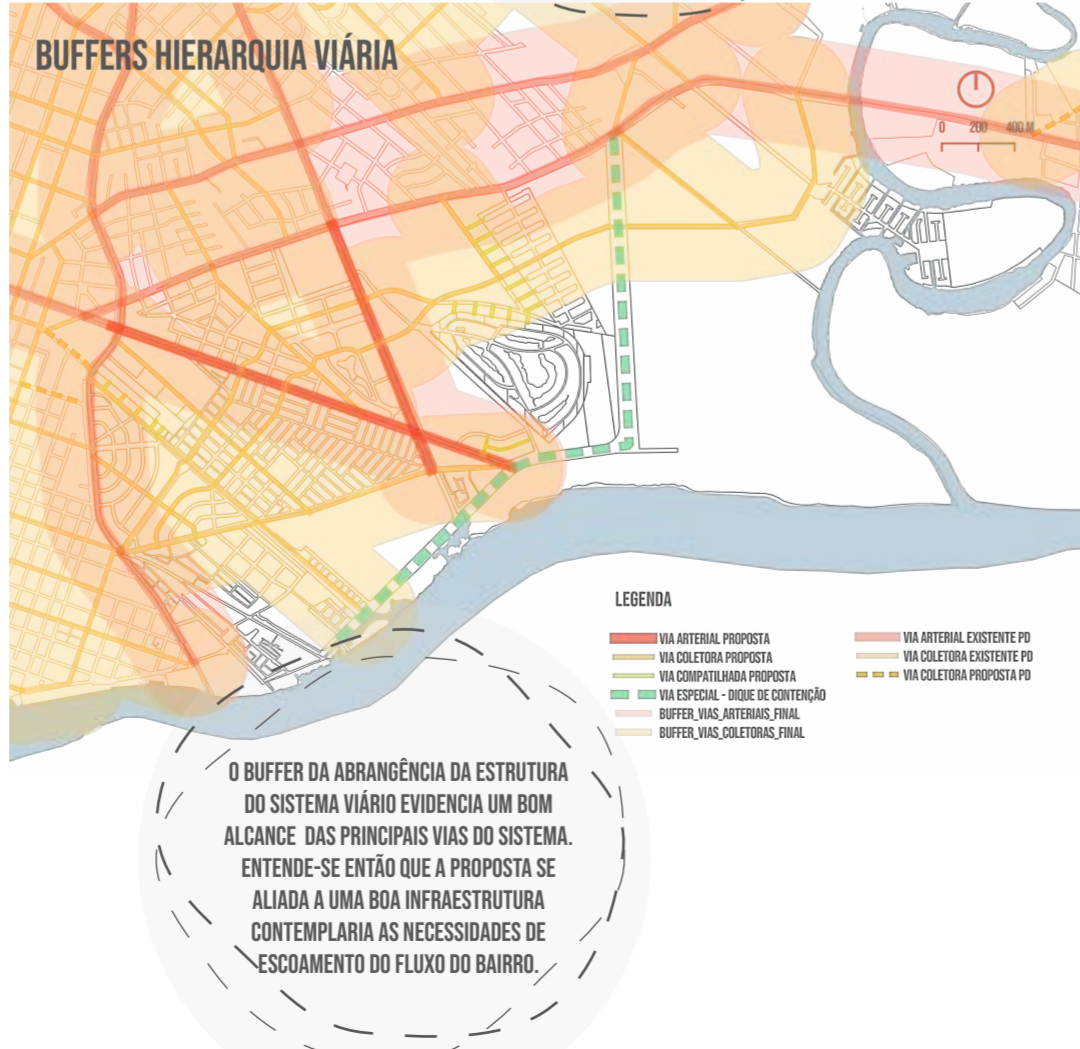 BUFFERS HIERARQUIA VIÁRIA
0 200 400 M
LEGENDA
VIA ARTERIAL PROPOSTA
VIA COLETORA PROPOSTA
VIA COMPATILHADA PROPOSTA
VIA ESPECIAL - DIQUE DE CONTENÇÃO
BUFFER_VIAS_ARTERIAIS_FINAL
BUFFER_VIAS_COLETORAS_FINAL
VIA ARTERIAL EXISTENTE PD
VIA COLETORA EXISTENTE PD
VIA COLETORA PROPOSTA PD
O BUFFER DA ABRANGÊNCIA DA ESTRUTURA
DO SISTEMA VIÁRIO EVIDENCIA UM BOM
ALCANCE DAS PRINCIPAIS VIAS DO SISTEMA.
ENTENDE-SE ENTÃO QUE A PROPOSTA SE
ALIADA A UMA BOA INFRAESTRUTURA
CONTEMPLARIA AS NECESSIDADES DE
ESCOAMENTO DO FLUXO DO BAIRRO.